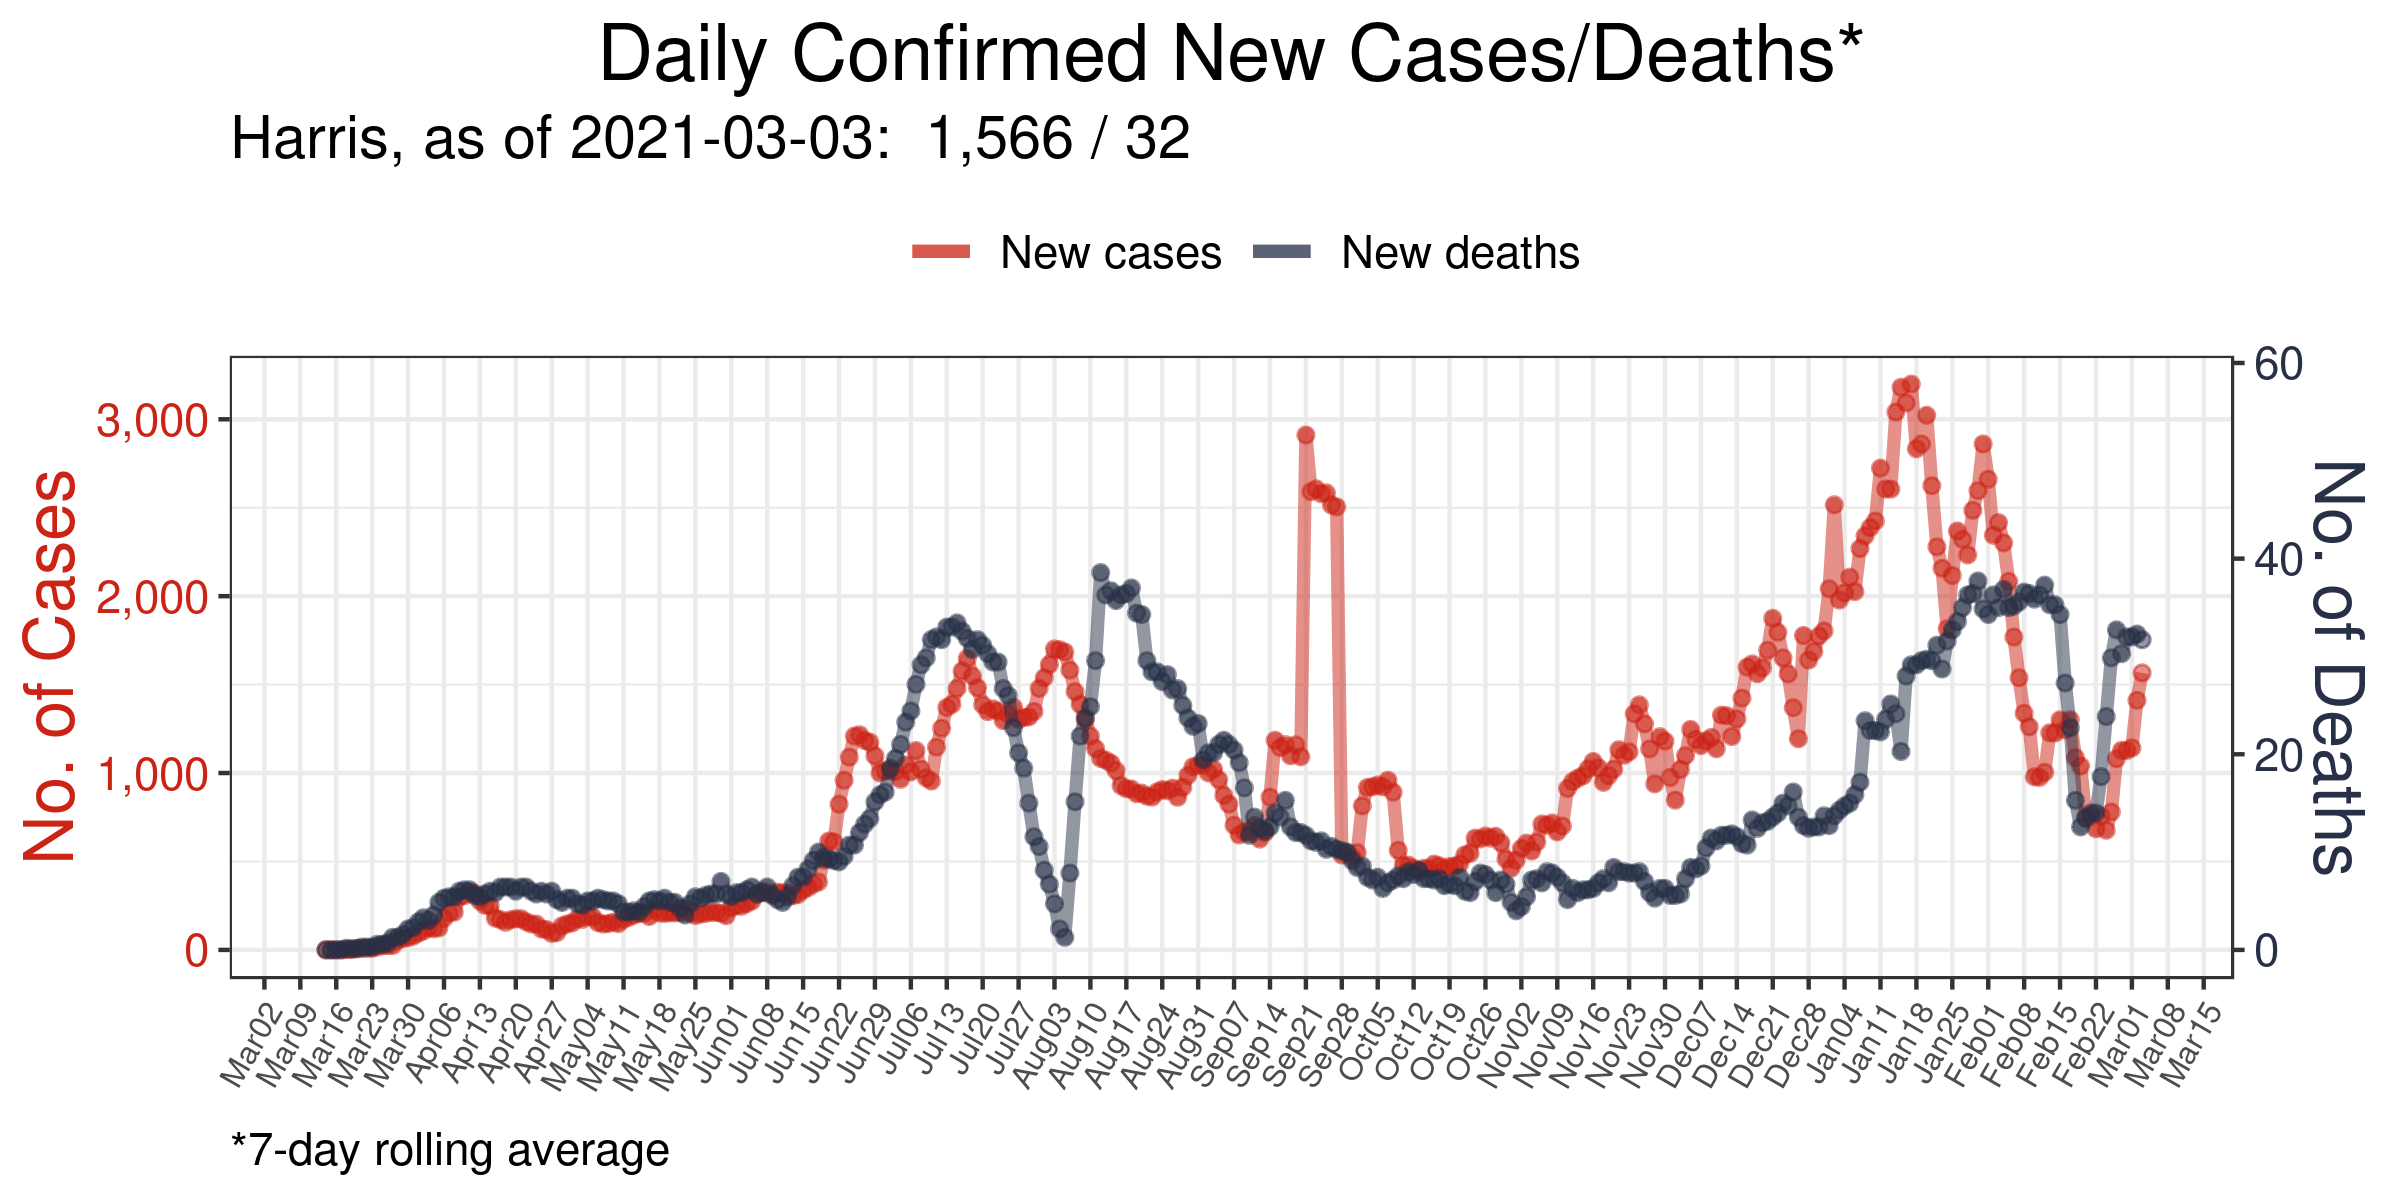 Daily Confirmed New Cases/Deaths*
Harris, as of 2021-03-03:  1,566 / 32
New cases
New deaths
No. of Cases
3,000
2,000
1,000
0
60
40
20
0
No. of Deaths
Mar02
Mar09
Mar16
Mar23
Mar30
Apr06
Apr13
Apr20
Apr27
May04
May11
May18
May25
Jun01
Jun08
Jun15
Jun22
Jun29
Jul06
Jul13
Jul20
Jul27
Aug03
Aug10
Aug17
Aug24
Aug31
Sep07
Sep14
Sep21
Sep28
Oct05
Oct12
Oct19
Oct26
Nov02
Nov09
Nov16
Nov23
Nov30
Dec07
Dec14
Dec21
Dec28
Jan04
Jan11
Jan18
Jan25
Feb01
Feb08
Feb15
Feb22
Mar01
Mar08
Mar15
*7-day rolling average